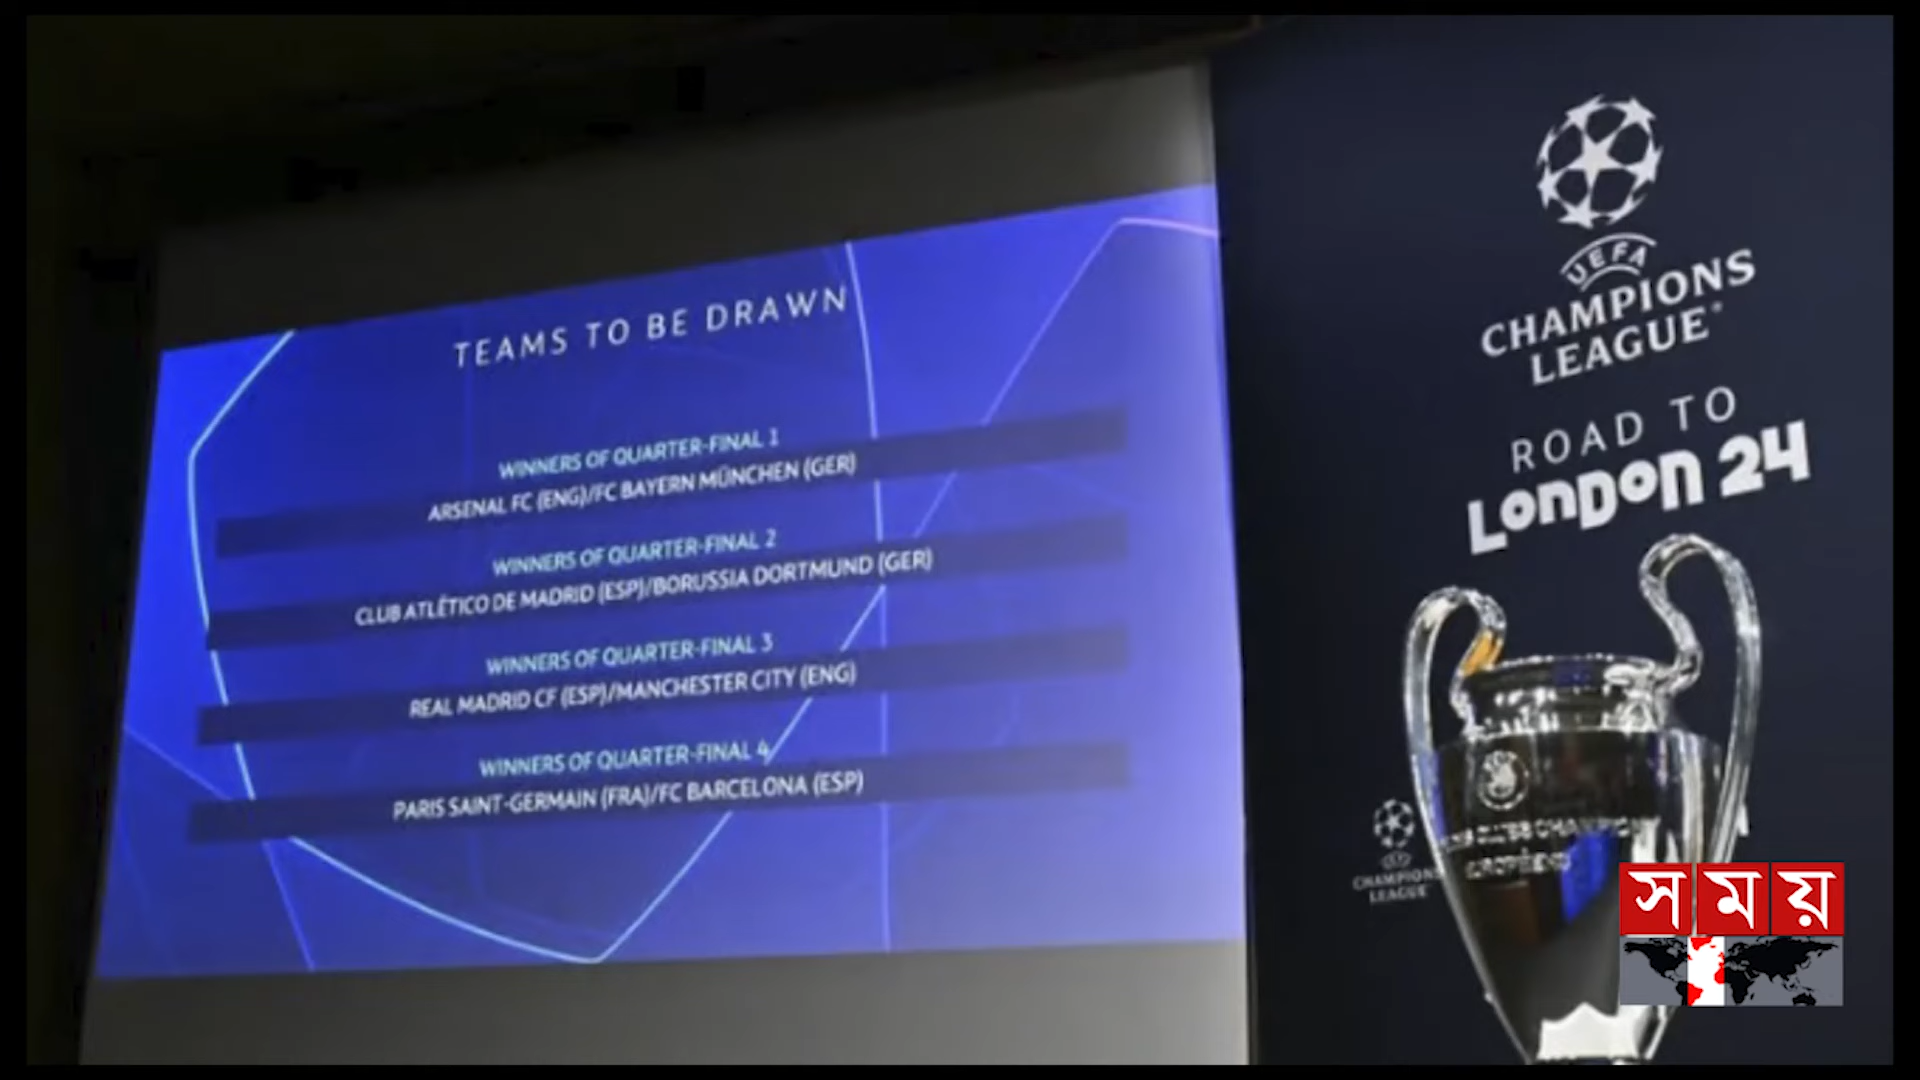 TEAMS TO BE DRAWN
WINNERS OF QUARTER-FINAL 1
ARSENAL FC (ENG)/FC BAYERN MÜNCHEN (GER)
WINNERS OF QUARTER-FINAL 2
CLUB ATLÉTICO DE MADRID (ESP)/BORUSSIA DORTMUND (GER)
WINNERS OF QUARTER-FINAL 3
REAL MADRID CF (ESP)/MANCHESTER CITY (ENG)
WINNERS OF QUARTER-FINAL 4
PARIS SAINT-GERMAIN (FRA)/FC BARCELONA (ESP)
UEFA
CHAMPIONS
LEAGUE
ROAD TO
LONDON 24
CHAMPIONS
LEAGUE
সময়